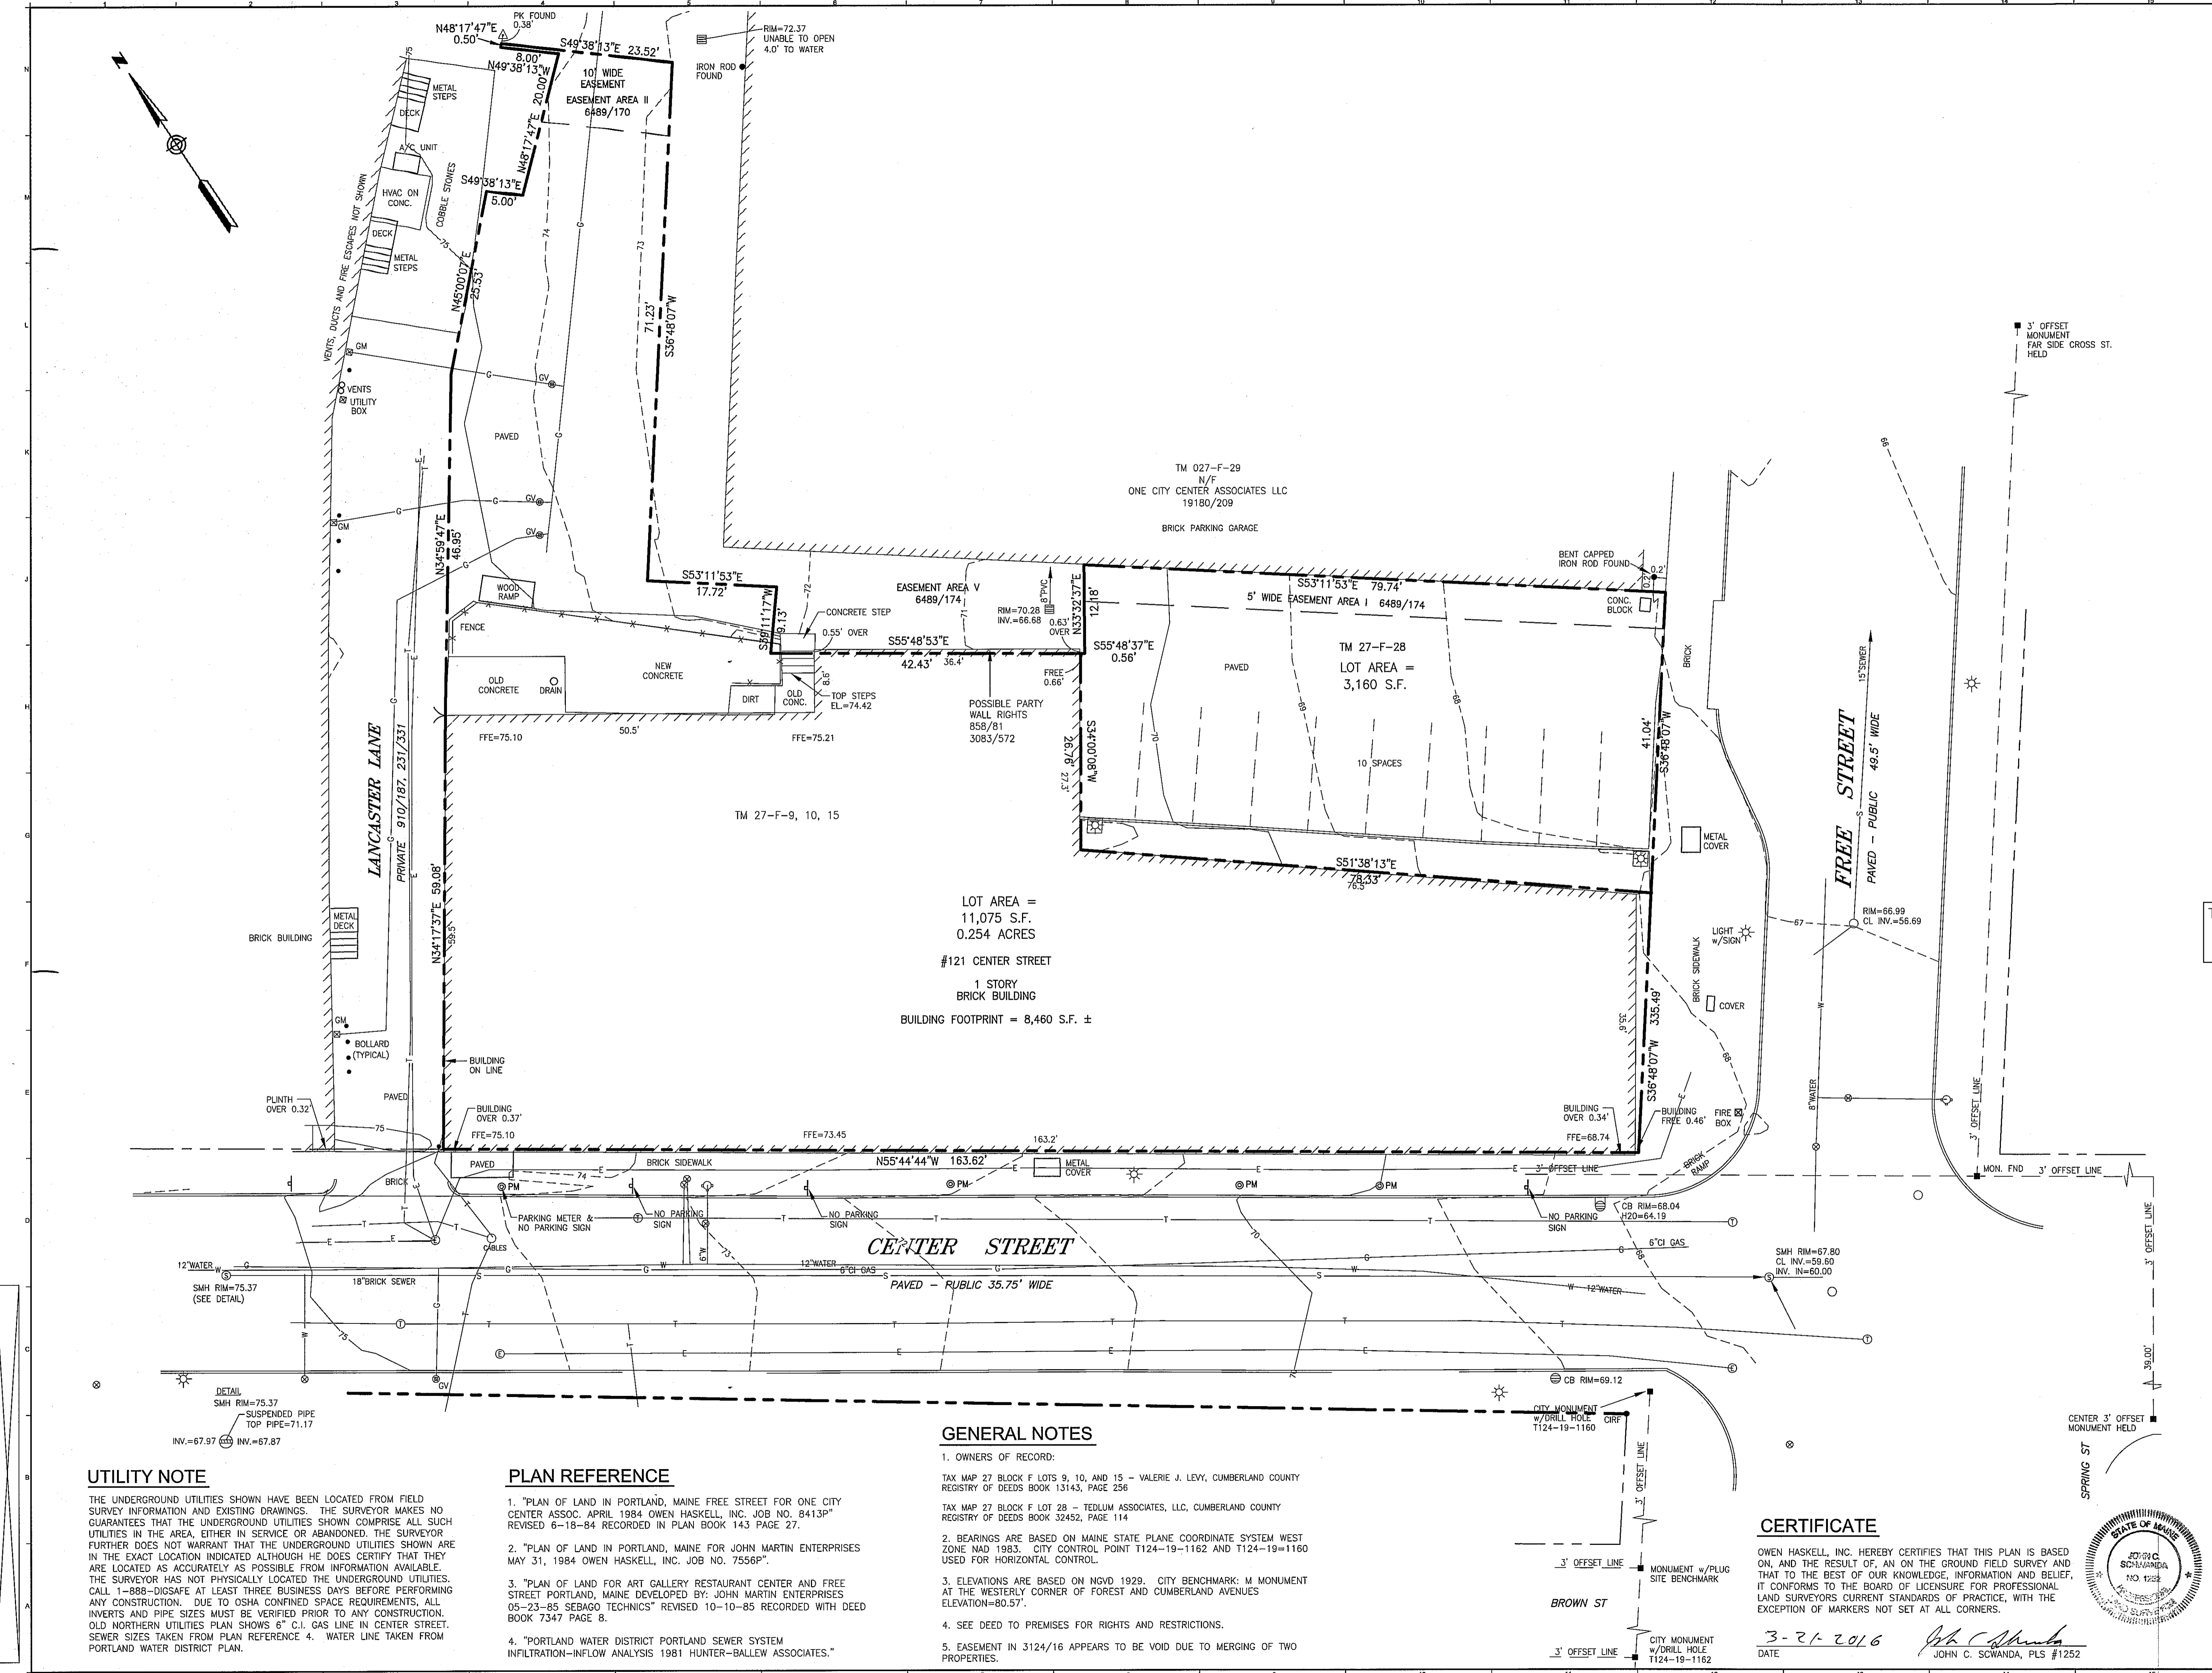 PK FOUND
0.38'
N48°17'47"E
0.50'
S49°38'13"E 23.52'
8.00'
N49°38'13"W
10' WIDE
EASEMENT
EASEMENT AREA II
6489/170
N48°17'47"E 20.00'
RIM=72.37
UNABLE TO OPEN
4.0' TO WATER
IRON ROD
FOUND
N
METAL
STEPS
DECK
A/C UNIT
HVAC ON
CONC.
COBBLE STONES
S49°38'13"E
5.00'
DECK
METAL
STEPS
VENTS, DUCTS AND FIRE ESCAPES NOT SHOWN
75
75
74
73
G
N45°00'07"E
25.53'
71.23'
S36°48'07"W
GM
VENTS
UTILITY
BOX
GV
PAVED
GV
GM
GV
N34°59'47"E
46.95'
3' OFFSET
MONUMENT
FAR SIDE CROSS ST.
HELD
66
TM 027-F-29
N/F
ONE CITY CENTER ASSOCIATES LLC
19180/209
BRICK PARKING GARAGE
BENT CAPPED
IRON ROD FOUND
0.2'
0.2'
WOOD
RAMP
FENCE
S53°11'53"E
17.72'
S39°11'17"W
9.13'
72
EASEMENT AREA V
6489/174
71
CONCRETE STEP
0.55' OVER
8"PVC
RIM=70.28
INV.=66.68
0.63'
OVER
N33°32'37"E
12.18'
S53°11'53"E 79.74'
5' WIDE EASEMENT AREA I 6489/174
CONC.
BLOCK
S55°48'53"E
42.43'
36.4'
S55°48'37"E
0.56'
FREE
0.66'
TM 27-F-28
LOT AREA =
3,160 S.F.
PAVED
BRICK
OLD
CONCRETE
DRAIN
NEW
CONCRETE
DIRT
OLD
CONC.
8.6'
TOP STEPS
EL.=74.42
POSSIBLE PARTY
WALL RIGHTS
858/81
3083/572
FFE=75.10
50.5'
FFE=75.21
S34°00'08"W
26.76'
27.3'
70
69
68
10 SPACES
41.04'
S36°48'07"W
15"SEWER
FREE STREET
PAVED - PUBLIC 49.5' WIDE
LANCASTER LANE
PRIVATE 910/187, 231/331
TM 27-F-9, 10, 15
S51°38'13"E
78.33'
76.5'
METAL
COVER
RIM=66.99
CL INV.=56.69
67
N34°17'37"E 59.08'
59.5'
METAL
DECK
BRICK BUILDING
LOT AREA =
11,075 S.F.
0.254 ACRES
#121 CENTER STREET
1 STORY
BRICK BUILDING
BUILDING FOOTPRINT = 8,460 S.F. ±
LIGHT
w/SIGN
BRICK SIDEWALK
COVER
35.6'
S36°48'07"W 335.49'
68
GM
BOLLARD
(TYPICAL)
BUILDING
ON LINE
PAVED
PLINTH
OVER 0.32'
BUILDING
OVER 0.37'
BUILDING
OVER 0.34'
BUILDING
FREE 0.46'
FIRE
BOX
8"WATER
3' OFFSET LINE
75
FFE=75.10
FFE=73.45
163.2'
FFE=68.74
N55°44'44"W 163.62'
PAVED
BRICK SIDEWALK
METAL
COVER
3' OFFSET LINE
BRICK
RAMP
MON. FND 3' OFFSET LINE
BRICK
74
PM
PM
PM
PM
PARKING METER &
NO PARKING SIGN
NO PARKING
SIGN
NO PARKING
SIGN
NO PARKING
SIGN
CB RIM=68.04
H20=64.19
3' OFFSET LINE
CABLES
6"W
73
72
CENTER STREET
70
68
6"CI GAS
SMH RIM=67.80
CL INV.=59.60
INV. IN=60.00
12"WATER
SMH RIM=75.37
(SEE DETAIL)
18"BRICK SEWER
12"WATER
6"CI GAS
PAVED - PUBLIC 35.75' WIDE
12"WATER
75
70
39.00'
GV
CB RIM=69.12
DETAIL
SMH RIM=75.37
SUSPENDED PIPE
TOP PIPE=71.17
INV.=67.97 INV.=67.87
CITY MONUMENT
w/DRILL HOLE CIRF
T124-19-1160
CENTER 3' OFFSET
MONUMENT HELD
SPRING ST
UTILITY NOTE
THE UNDERGROUND UTILITIES SHOWN HAVE BEEN LOCATED FROM FIELD
SURVEY INFORMATION AND EXISTING DRAWINGS. THE SURVEYOR MAKES NO
GUARANTEES THAT THE UNDERGROUND UTILITIES SHOWN COMPRISE ALL SUCH
UTILITIES IN THE AREA, EITHER IN SERVICE OR ABANDONED. THE SURVEYOR
FURTHER DOES NOT WARRANT THAT THE UNDERGROUND UTILITIES SHOWN ARE
IN THE EXACT LOCATION INDICATED ALTHOUGH HE DOES CERTIFY THAT THEY
ARE LOCATED AS ACCURATELY AS POSSIBLE FROM INFORMATION AVAILABLE.
THE SURVEYOR HAS NOT PHYSICALLY LOCATED THE UNDERGROUND UTILITIES.
CALL 1-888-DIGSAFE AT LEAST THREE BUSINESS DAYS BEFORE PERFORMING
ANY CONSTRUCTION. DUE TO OSHA CONFINED SPACE REQUIREMENTS, ALL
INVERTS AND PIPE SIZES MUST BE VERIFIED PRIOR TO ANY CONSTRUCTION.
OLD NORTHERN UTILITIES PLAN SHOWS 6" C.I. GAS LINE IN CENTER STREET.
SEWER SIZES TAKEN FROM PLAN REFERENCE 4. WATER LINE TAKEN FROM
PORTLAND WATER DISTRICT PLAN.
PLAN REFERENCE
1. "PLAN OF LAND IN PORTLAND, MAINE FREE STREET FOR ONE CITY
CENTER ASSOC. APRIL 1984 OWEN HASKELL, INC. JOB NO. 8413P"
REVISED 6-18-84 RECORDED IN PLAN BOOK 143 PAGE 27.
2. "PLAN OF LAND IN PORTLAND, MAINE FOR JOHN MARTIN ENTERPRISES
MAY 31, 1984 OWEN HASKELL, INC. JOB NO. 7556P".
3. "PLAN OF LAND FOR ART GALLERY RESTAURANT CENTER AND FREE
STREET PORTLAND, MAINE DEVELOPED BY: JOHN MARTIN ENTERPRISES
05-23-85 SEBAGO TECHNICS" REVISED 10-10-85 RECORDED WITH DEED
BOOK 7347 PAGE 8.
4. "PORTLAND WATER DISTRICT PORTLAND SEWER SYSTEM
INFILTRATION-INFLOW ANALYSIS 1981 HUNTER-BALLEW ASSOCIATES."
GENERAL NOTES
1. OWNERS OF RECORD:
TAX MAP 27 BLOCK F LOTS 9, 10, AND 15 - VALERIE J. LEVY, CUMBERLAND COUNTY
REGISTRY OF DEEDS BOOK 13143, PAGE 256
TAX MAP 27 BLOCK F LOT 28 - TEDLUM ASSOCIATES, LLC, CUMBERLAND COUNTY
REGISTRY OF DEEDS BOOK 32452, PAGE 114
2. BEARINGS ARE BASED ON MAINE STATE PLANE COORDINATE SYSTEM WEST
ZONE NAD 1983. CITY CONTROL POINT T124-19-1162 AND T124-19=1160
USED FOR HORIZONTAL CONTROL.
3. ELEVATIONS ARE BASED ON NGVD 1929. CITY BENCHMARK: M MONUMENT
AT THE WESTERLY CORNER OF FOREST AND CUMBERLAND AVENUES
ELEVATION=80.57'.
4. SEE DEED TO PREMISES FOR RIGHTS AND RESTRICTIONS.
5. EASEMENT IN 3124/16 APPEARS TO BE VOID DUE TO MERGING OF TWO
PROPERTIES.
3' OFFSET LINE
3' OFFSET LINE
MONUMENT w/PLUG
SITE BENCHMARK
BROWN ST
3' OFFSET LINE
CITY MONUMENT
w/DRILL HOLE
T124-19-1162
CERTIFICATE
OWEN HASKELL, INC. HEREBY CERTIFIES THAT THIS PLAN IS BASED
ON, AND THE RESULT OF, AN ON THE GROUND FIELD SURVEY AND
THAT TO THE BEST OF OUR KNOWLEDGE, INFORMATION AND BELIEF,
IT CONFORMS TO THE BOARD OF LICENSURE FOR PROFESSIONAL
LAND SURVEYORS CURRENT STANDARDS OF PRACTICE, WITH THE
EXCEPTION OF MARKERS NOT SET AT ALL CORNERS.
3-21-2016
DATE
JOHN C. SCWANDA, PLS #1252
STATE OF MAINE
JOHN C.
SCHWANDA
NO. 1252